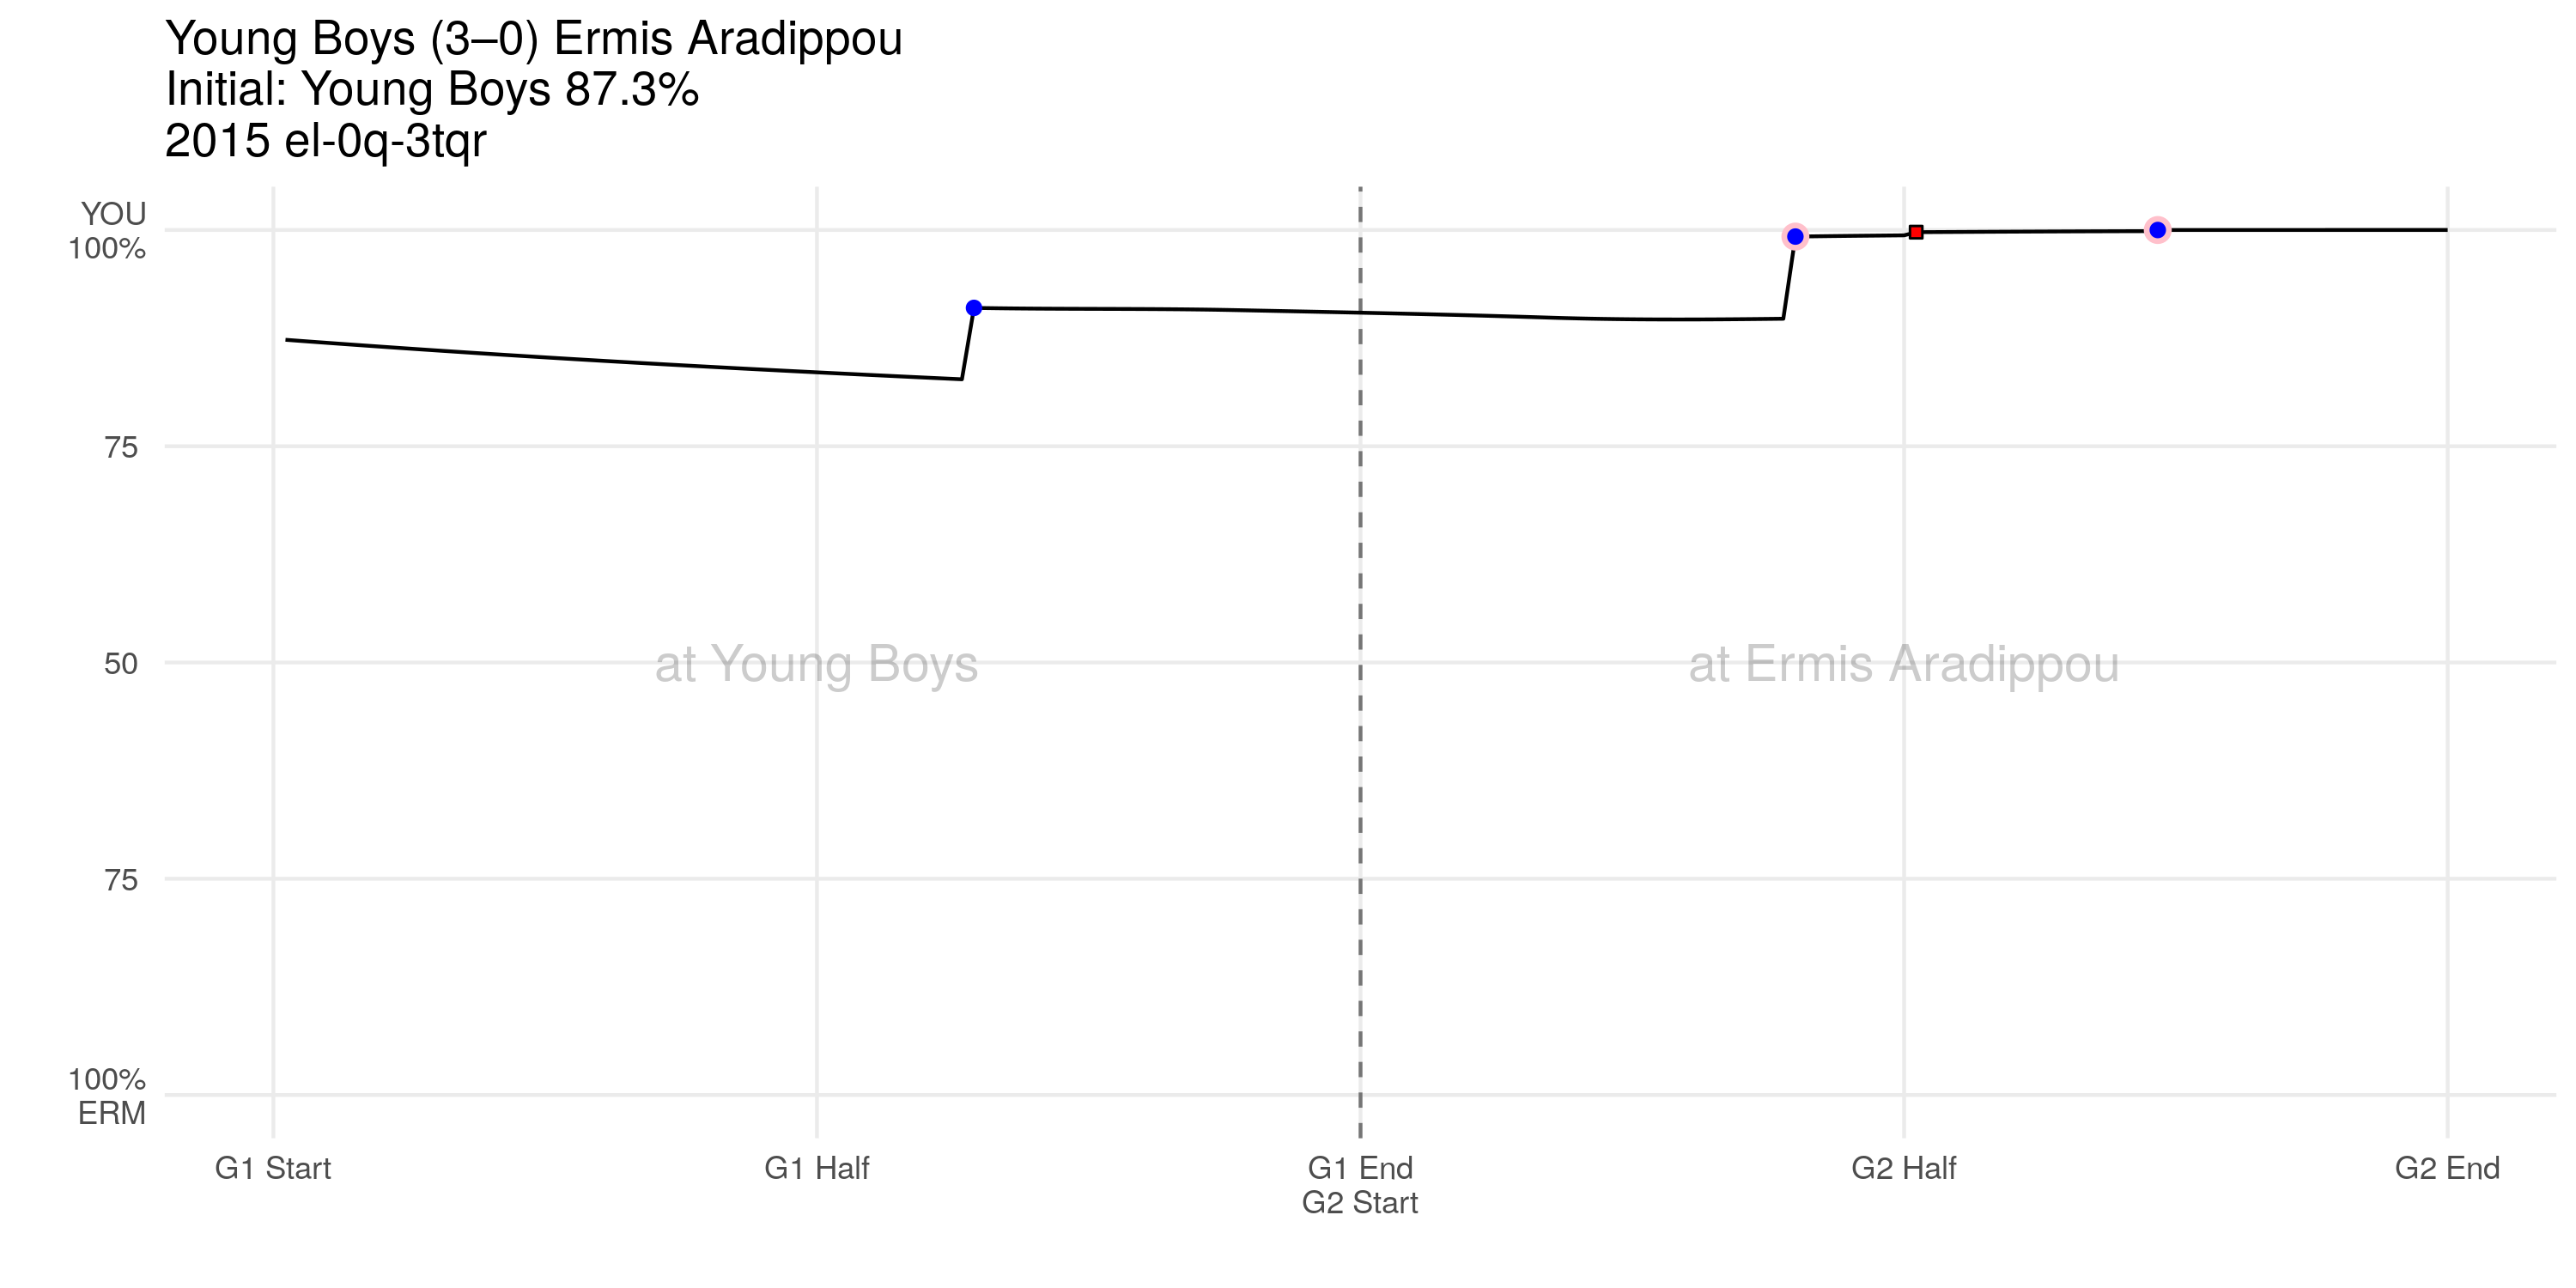 Young Boys (3–0) Ermis Aradippou
Initial: Young Boys 87.3%
2015 el-0q-3tqr
YOU
100%
75
50
75
100%
ERM
at Young Boys
at Ermis Aradippou
G1 Start
G1 Half
G1 End
G2 Start
G2 Half
G2 End